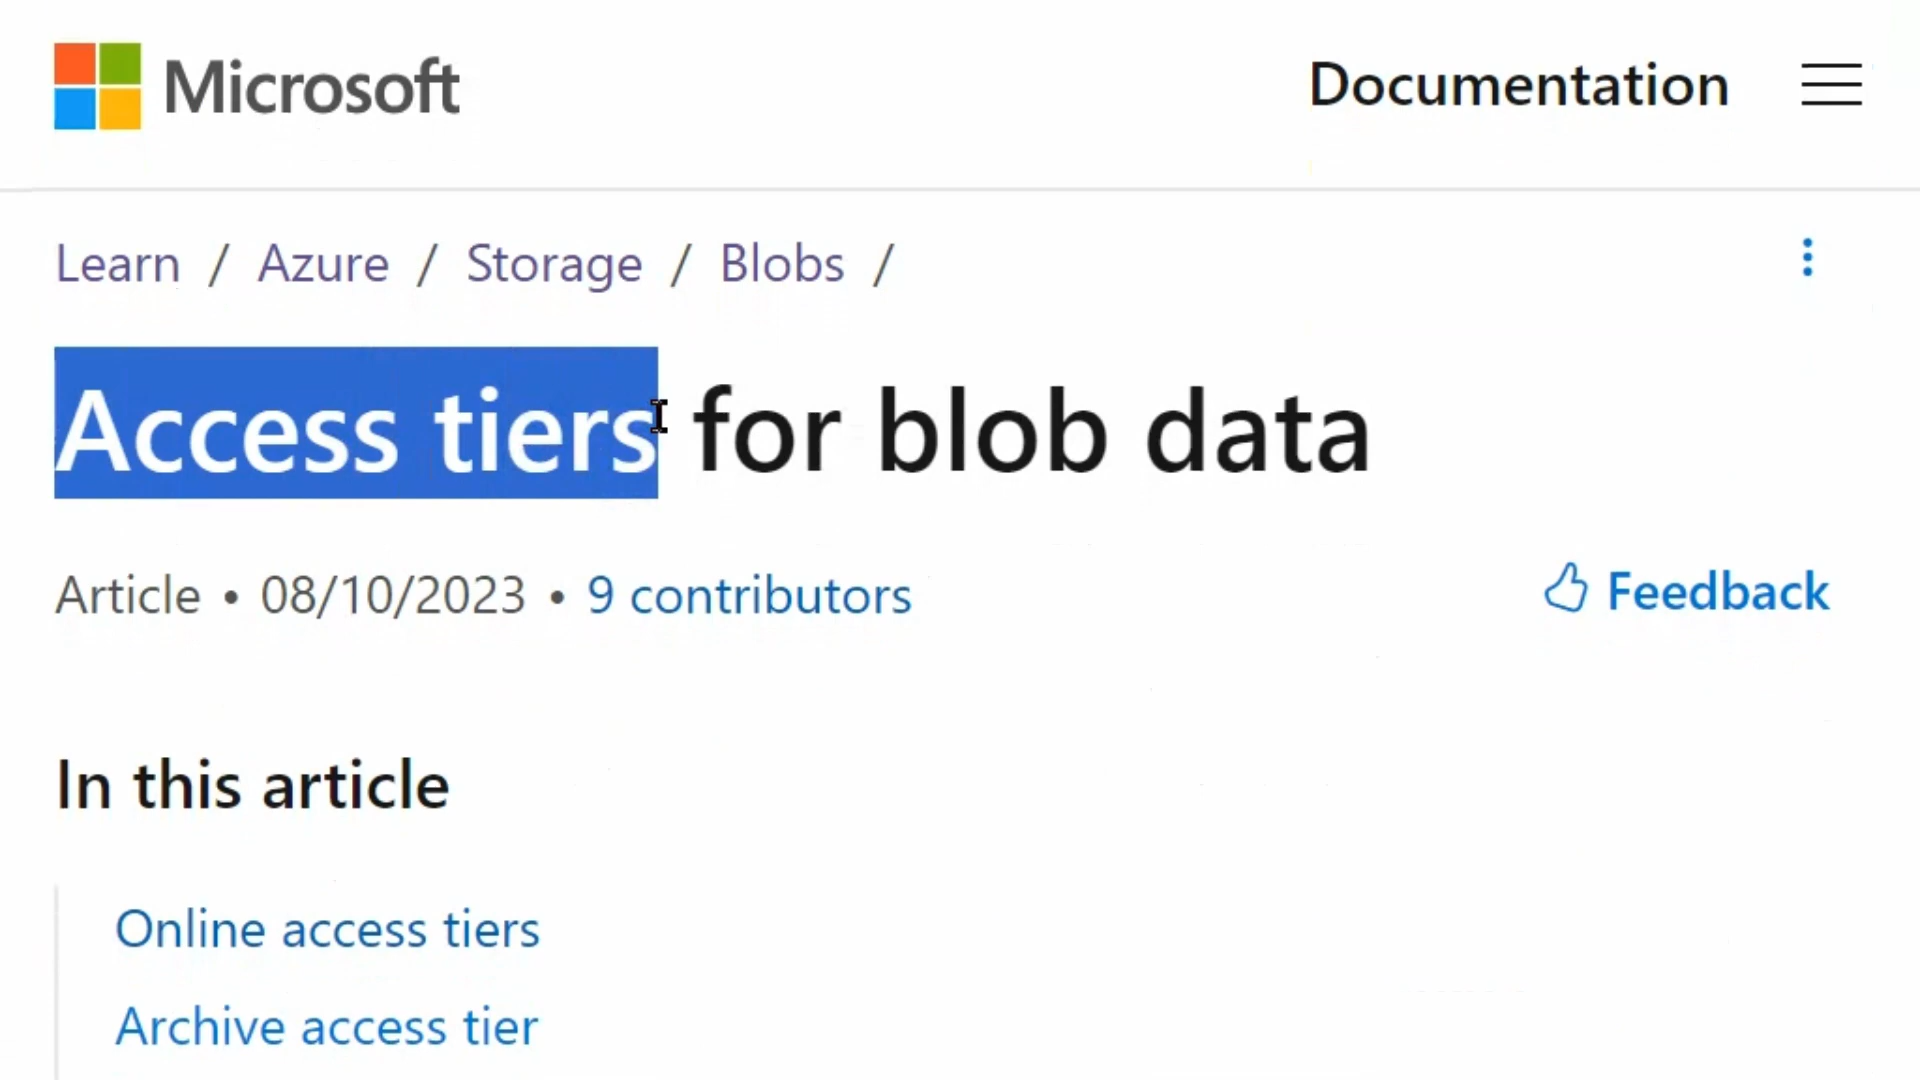 Microsoft
Documentation
Learn / Azure / Storage / Blobs /
Access tiers for blob data
Article • 08/10/2023 • 9 contributors
Feedback
In this article
Online access tiers
Archive access tier